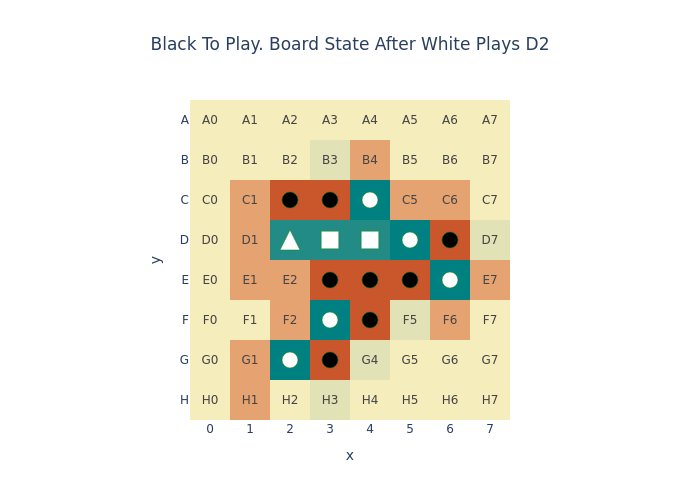 Black To Play. Board State After White Plays D2
A A0 A1 A2 A3 A4 A5 A6 A7
B B0 B1 B2 B3 B4 B5 B6 B7
C C0 C1 C5 C6 C7
D D0 D1 D7
E E0 E1 E2 E7
F F0 F1 F2 F5 F6 F7
G G0 G1 G4 G5 G6 G7
H H0 H1 H2 H3 H4 H5 H6 H7
0 1 2 3 4 5 6 7
x
y